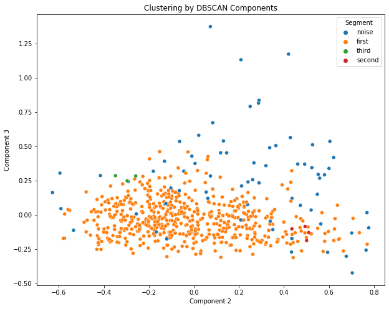 Clustering by DBSCAN Components
Segment
noise
first
third
second
Component 3
1.25
1.00
0.75
0.50
0.25
0.00
−0.25
−0.50
−0.6
−0.4
−0.2
0.0
0.2
0.4
0.6
0.8
Component 2